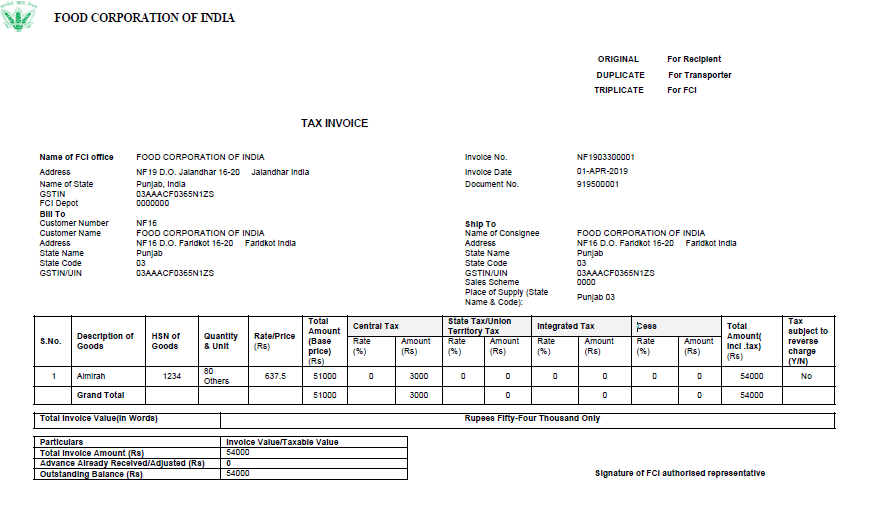 FOOD CORPORATION OF INDIA
ORIGINAL For Recipient
DUPLICATE For Transporter
TRIPLICATE For FCI
TAX INVOICE
Name of FCI office FOOD CORPORATION OF INDIA Invoice No. NF1903300001
Address NF19 D.O. Jalandhar 16-20 Jalandhar India Invoice Date 01-APR-2019
Name of State Punjab, India Document No. 919500001
GSTIN 03AAACF0365N1ZS
FCI Depot 0000000
Bill To
Customer Number NF16
Customer Name FOOD CORPORATION OF INDIA
Address NF16 D.O. Faridkot 16-20 Faridkot India
State Name Punjab
State Code 03
GSTIN/UIN 03AAACF0365N1ZS
Ship To
Name of Consignee FOOD CORPORATION OF INDIA
Address NF16 D.O. Faridkot 16-20 Faridkot India
State Name Punjab
State Code 03
GSTIN/UIN 03AAACF0365N1ZS
Sales Scheme 0000
Place of Supply (State
Name & Code): Punjab 03
S.No. Description of Goods HSN of Goods Quantity & Unit Rate/Price (Rs) Total Amount (Base price) (Rs) Central Tax State Tax/Union Territory Tax Integrated Tax Cess Total Amount( Incl .tax) (Rs) Tax subject to reverse charge (Y/N)
Rate (%) Amount (Rs) Rate (%) Amount (Rs) Rate (%) Amount (Rs) Rate (%) Amount (Rs)
1 Almirah 1234 80 Others 637.5 51000 0 3000 0 0 0 0 0 0 54000 No
Grand Total 51000 3000 0 0 0 54000
Total Invoice Value(In Words) Rupees Fifty-Four Thousand Only
Particulars Invoice Value/Taxable Value
Total Invoice Amount (Rs) 54000
Advance Already Received/Adjusted (Rs) 0
Outstanding Balance (Rs) 54000
Signature of FCI authorised representative